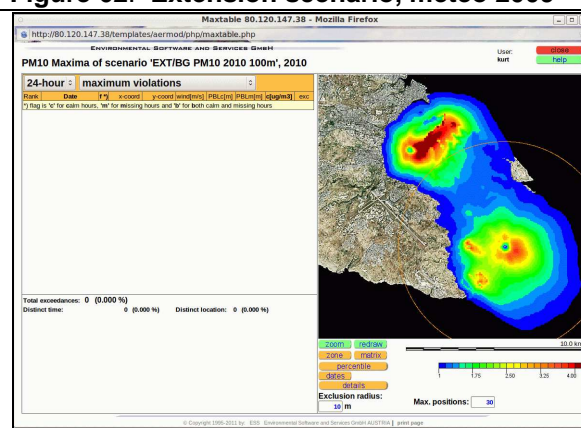 Figure 62: Extension scenario, meteo 2009
Maxtable 80.120.147.38 - Mozilla Firefox
http://80.120.147.38/templates/aermod/php/maxtable.php
ENVIRONMENTAL SOFTWARE AND SERVICES GMBH
User:
kurt
close
help
PM10 Maxima of scenario 'EXT/BG PM10 2010 100m', 2010
24-hour
maximum violations
Rank Date f *) x-coord y-coord wind[m/s] PBLc[m] PBLm[m] c[ug/m3] exc
*) flag is 'c' for calm hours, 'm' for missing hours and 'b' for both calm and missing hours
Total exceedances: 0 (0.000 %)
Distinct time: 0 (0.000 %) Distinct location: 0 (0.000 %)
zoom redraw
zone matrix
percentile
dates
details
Exclusion radius:
10 m
Max. positions: 30
10.0 km
1 1.75 2.50 3.25 4.00
© Copyright 1995-2011 by: ESS Environmental Software and Services GmbH AUSTRIA | print page